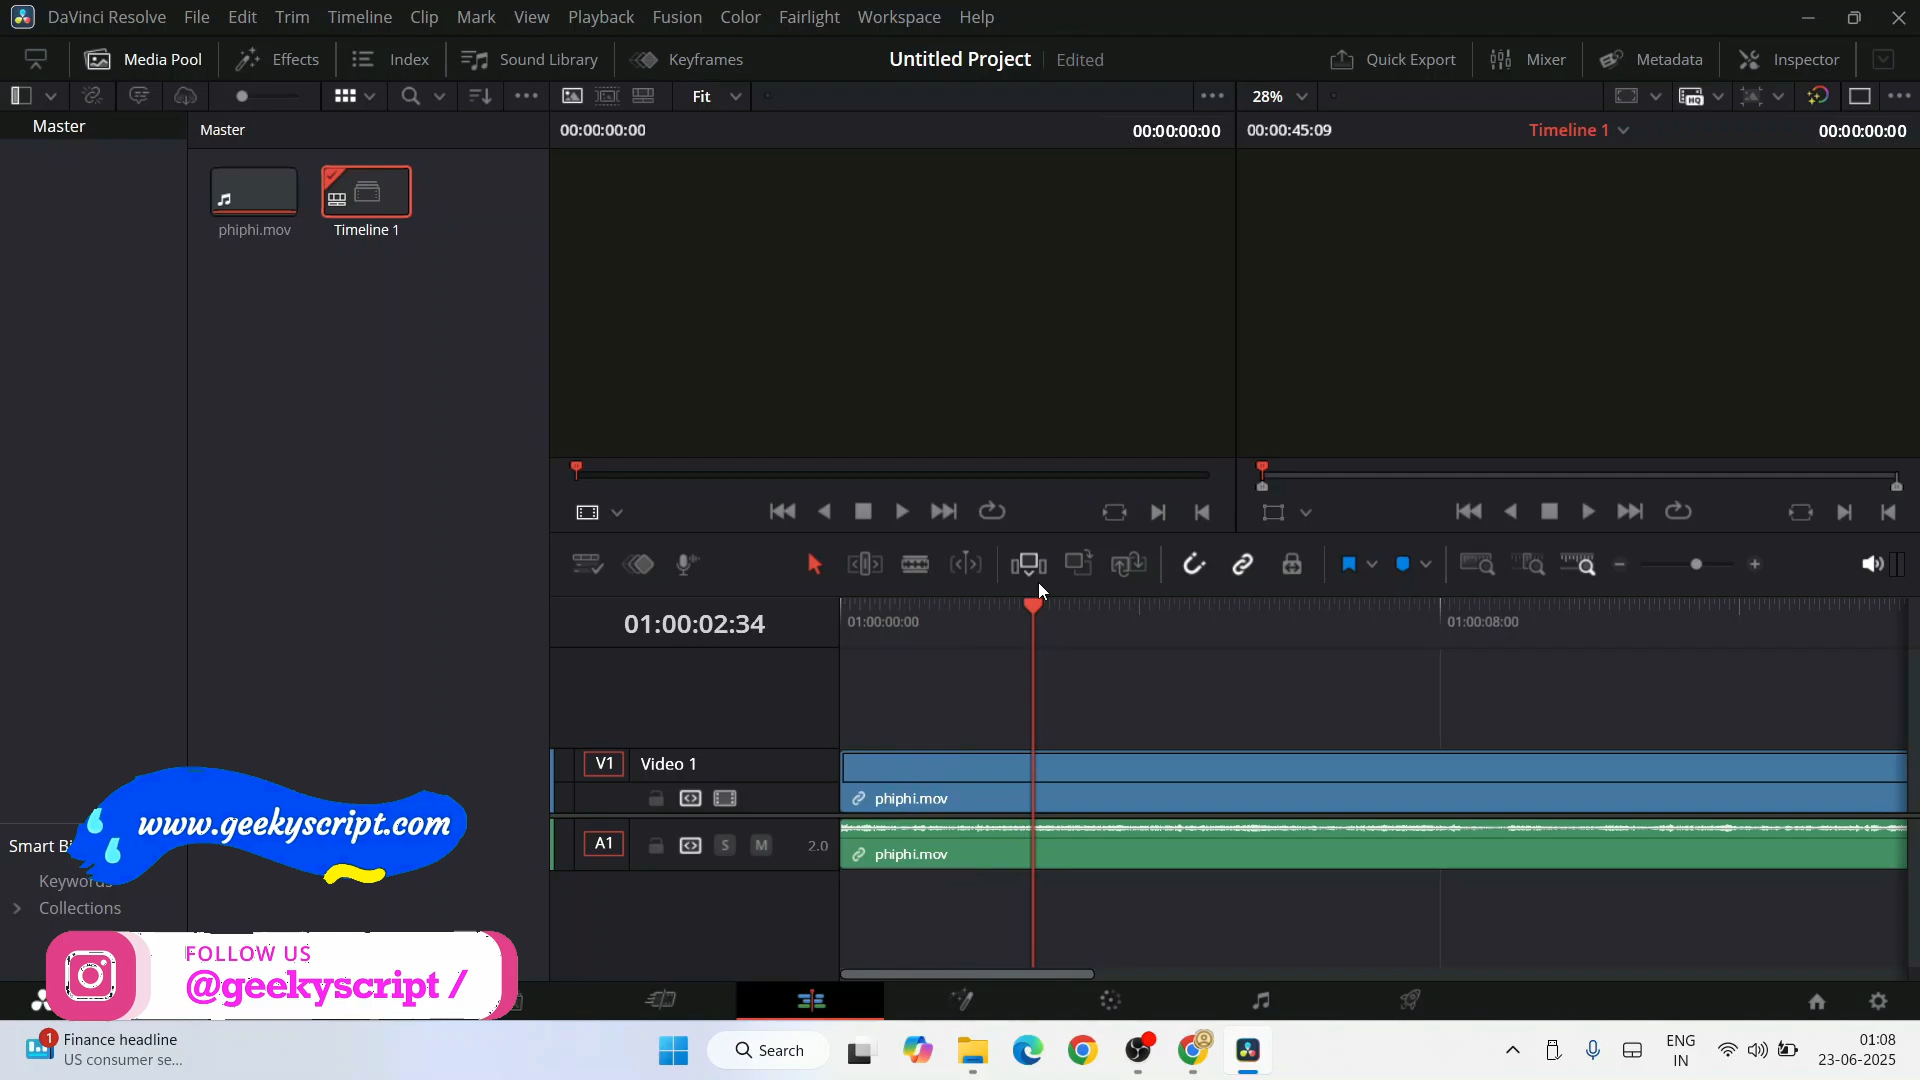 DaVinci Resolve File Edit Trim Timeline Clip Mark View Playback Fusion Color Fairlight Workspace Help
Media Pool Effects Index Sound Library Keyframes Untitled Project Edited Quick Export Mixer Metadata Inspector
Fit 28%
Master Master 00:00:00:00 00:00:00:00 00:00:45:09 Timeline 1 00:00:00:00
phiphi.mov Timeline 1
01:00:02:34 01:00:00:00 01:00:08:00
V1 Video 1
phiphi.mov
A1 S M 2.0
phiphi.mov
www.geekyscript.com
Smart Bi
Keywords
Collections
FOLLOW US
@geekyscript /
1 Finance headline
US consumer se...
Search
ENG
IN
01:08
23-06-2025